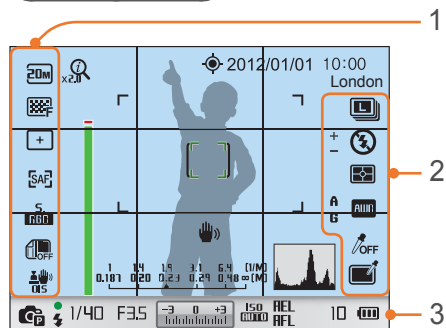 1
20M
x2.0
2012/01/01 10:00
London
F
L
+
+
-
SAF
2
S
RGB
A
G
AWB
OFF
OFF
OIS
1 1.4 1.9 3.1 6.4 (1/M)
0.187 0.20 0.23 0.29 0.48 ∞ (M)
P
1/40 F3.5
-3 0 +3
ISO
AUTO
AEL
AFL
10
3